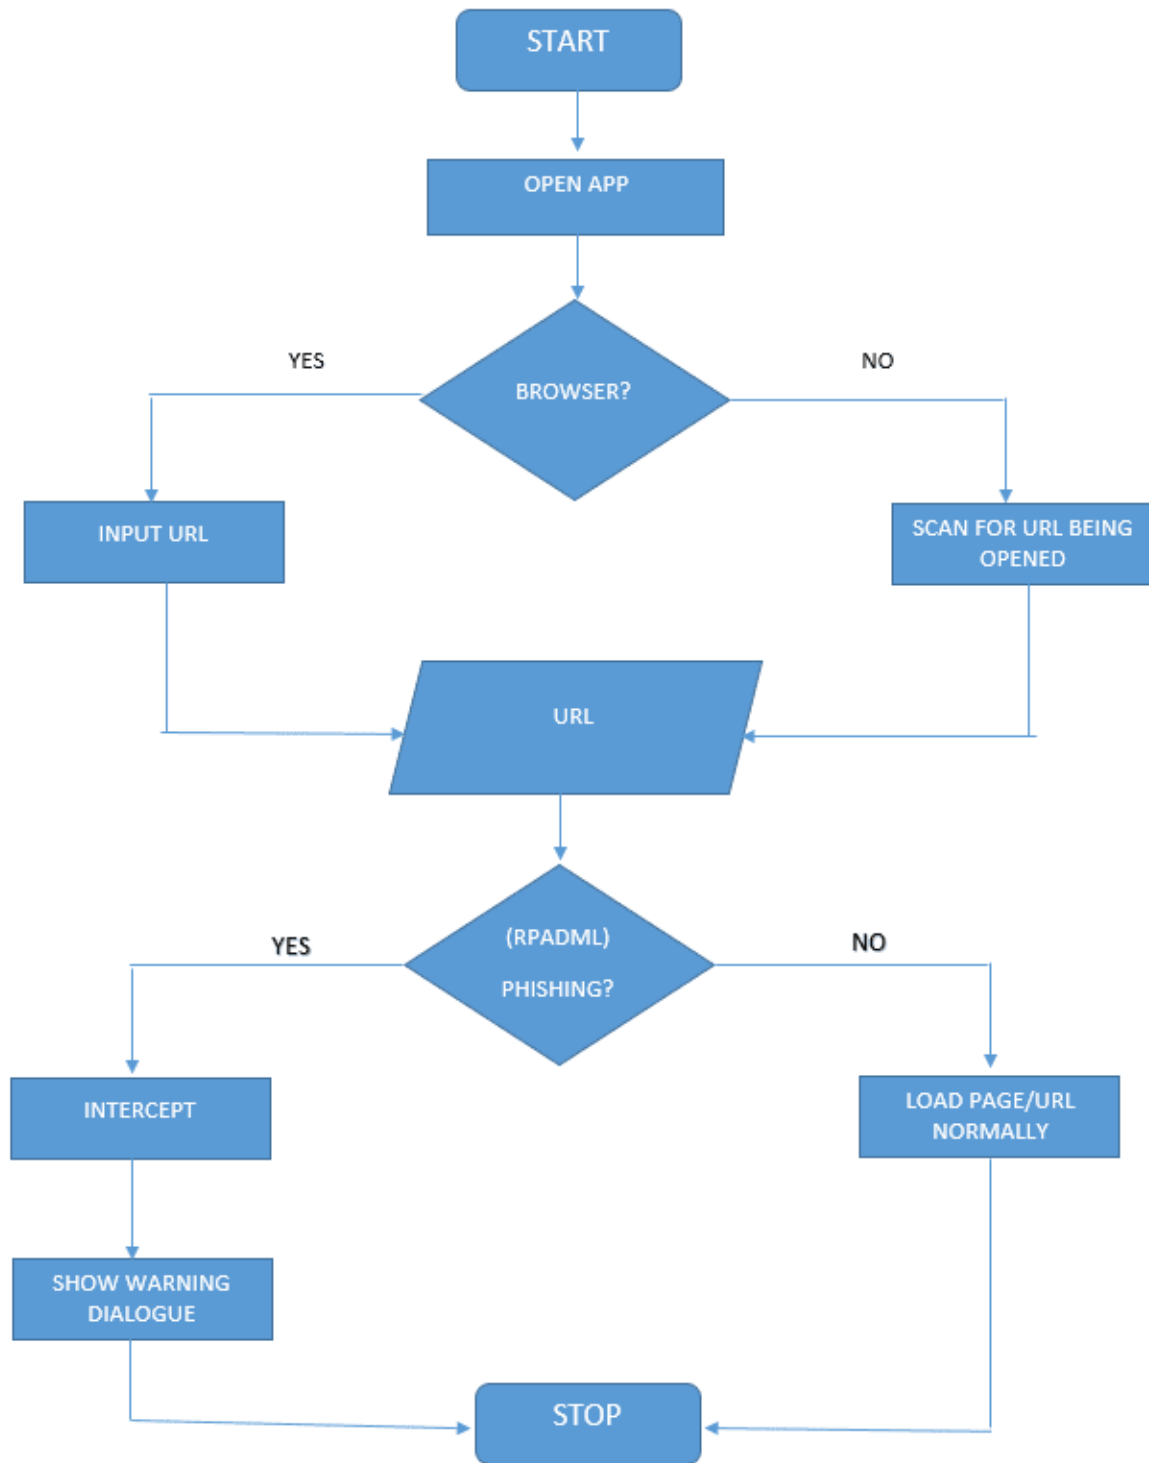 START
OPEN APP
YES
NO
BROWSER?
INPUT URL
SCAN FOR URL BEING
OPENED
URL
(RPADML)
PHISHING?
YES
NO
INTERCEPT
LOAD PAGE/URL
NORMALLY
SHOW WARNING
DIALOGUE
STOP